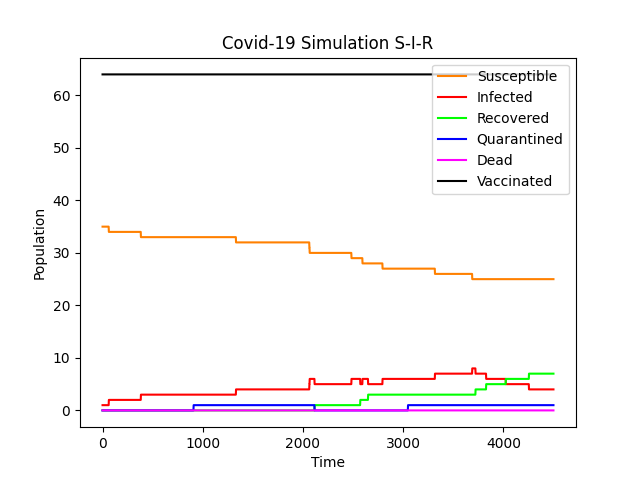 Covid-19 Simulation S-I-R
Susceptible
Infected
Recovered
Quarantined
Dead
Vaccinated
60
50
40
30
20
10
0
Population
0 1000 2000 3000 4000
Time